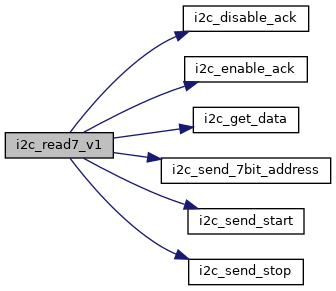 i2c_disable_ack
i2c_enable_ack
i2c_get_data
i2c_read7_v1
i2c_send_7bit_address
i2c_send_start
i2c_send_stop